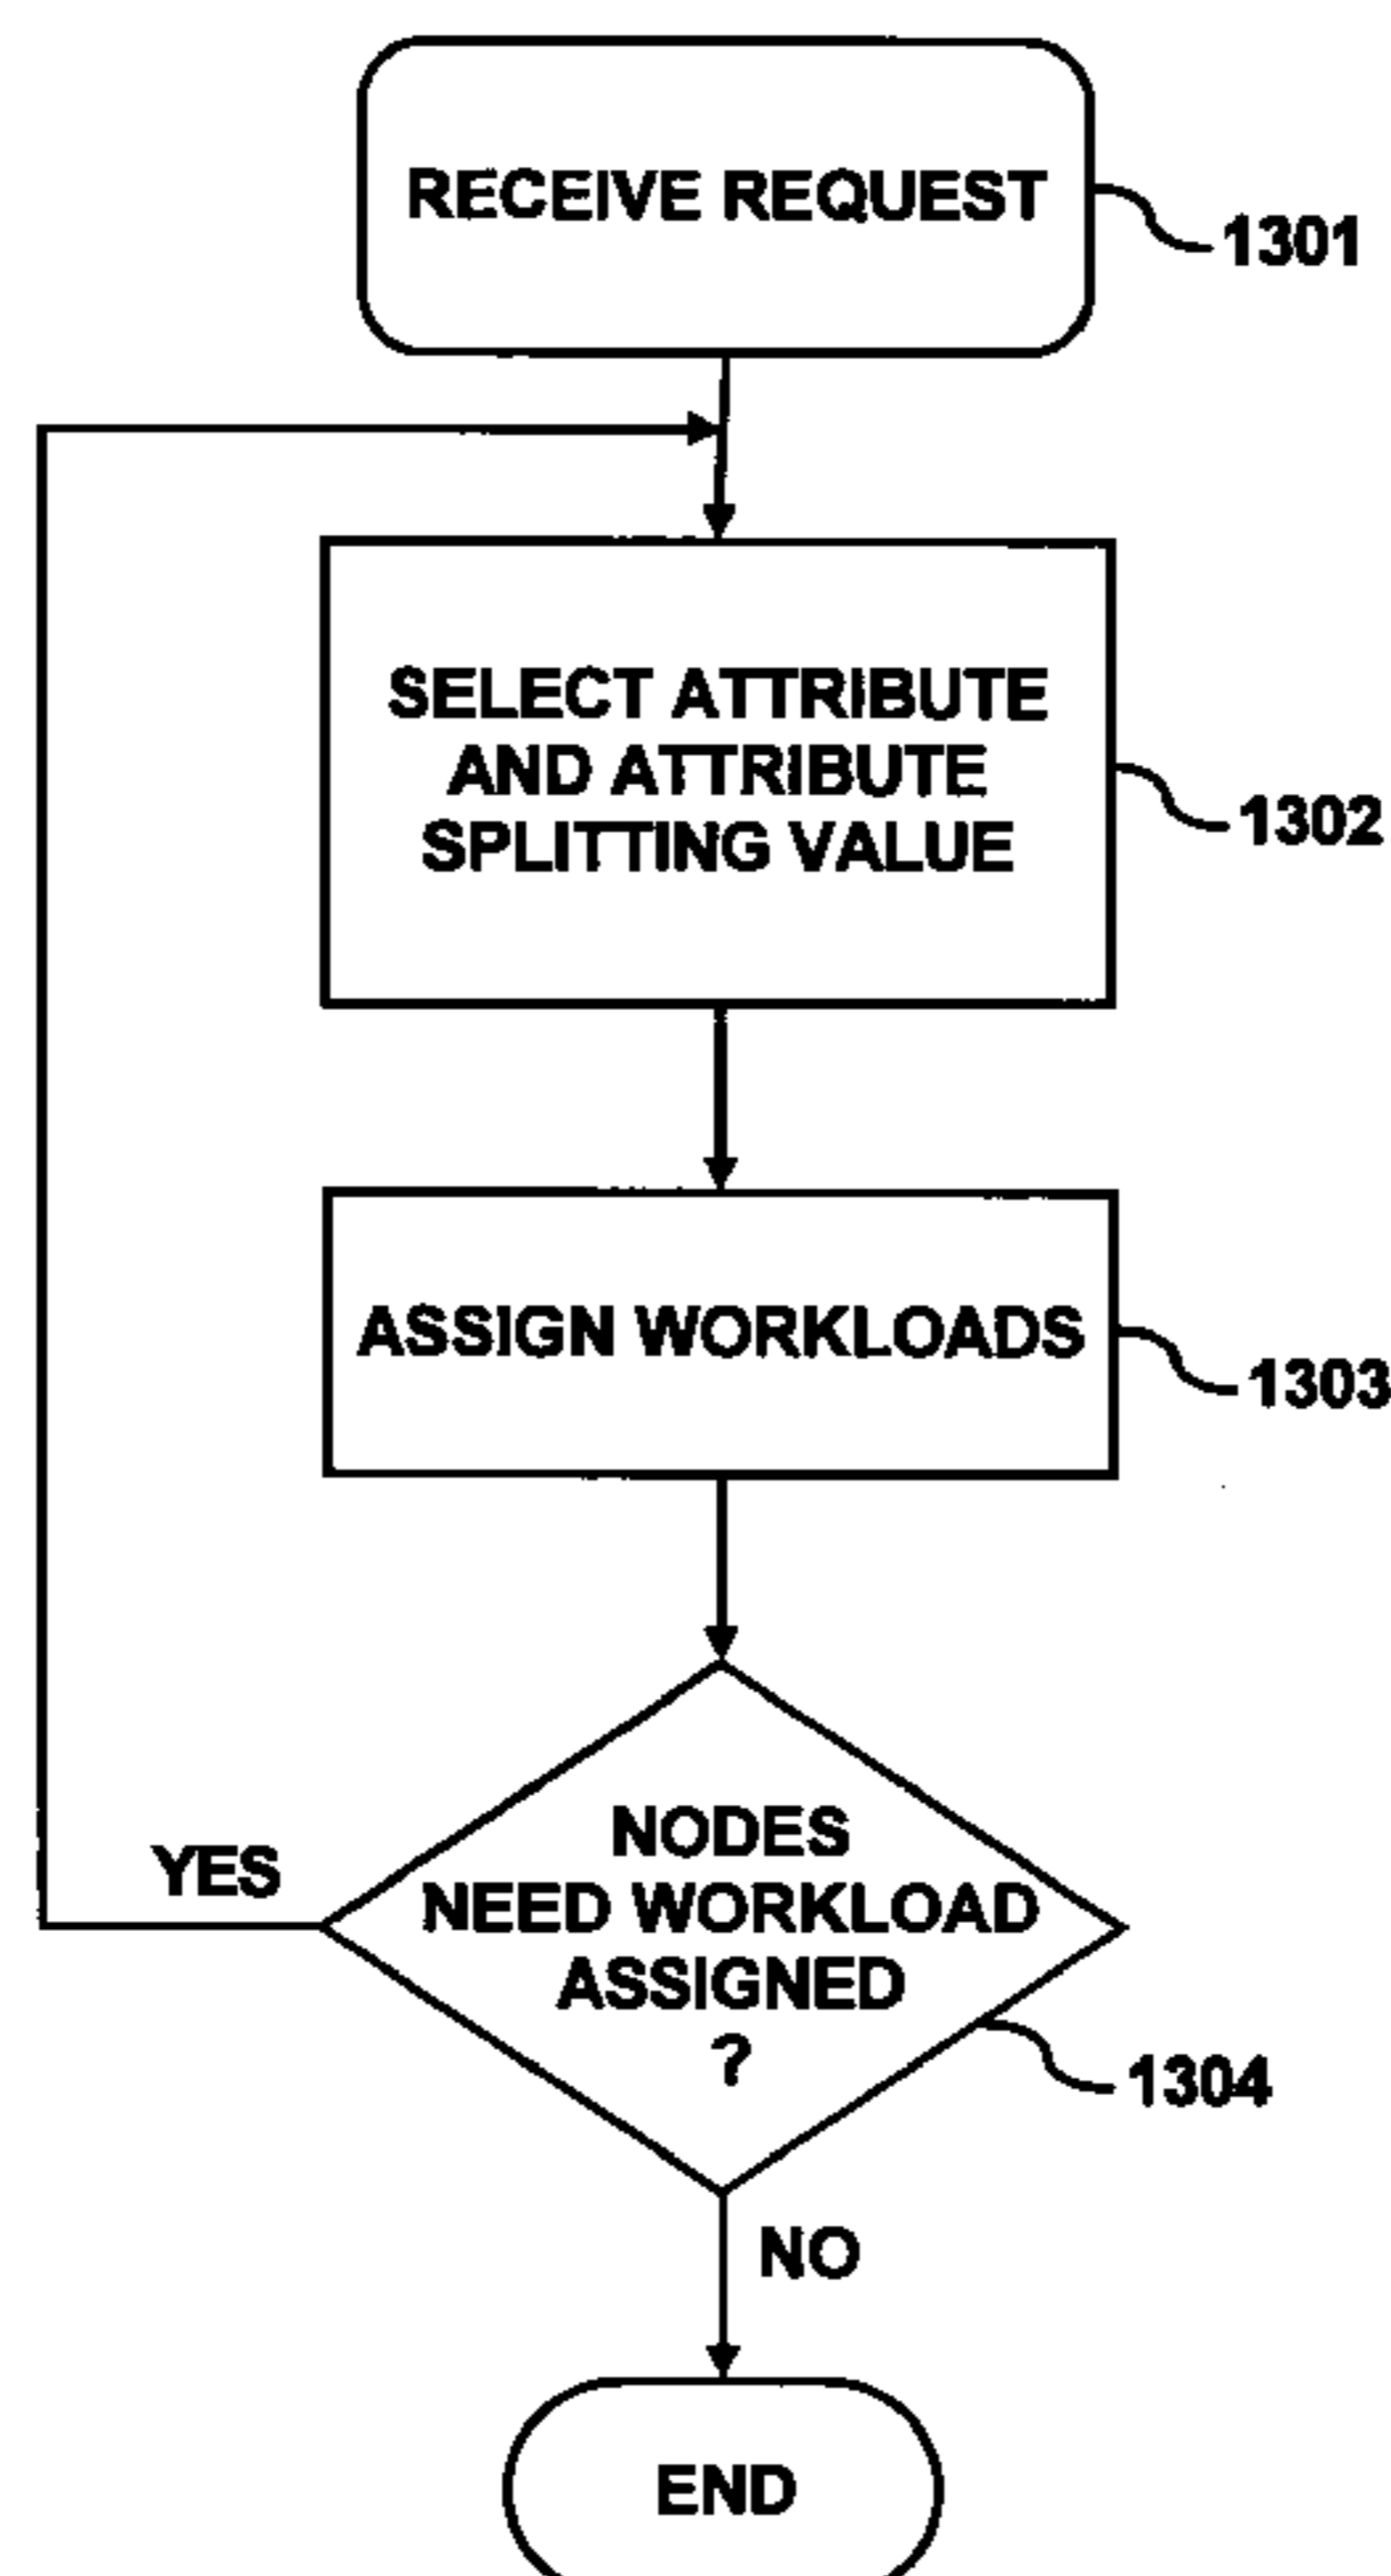 RECEIVE REQUEST
1301
SELECT ATTRIBUTE
AND ATTRIBUTE
SPLITTING VALUE
1302
ASSIGN WORKLOADS
1303
NODES
NEED WORKLOAD
ASSIGNED
?
YES
1304
NO
END